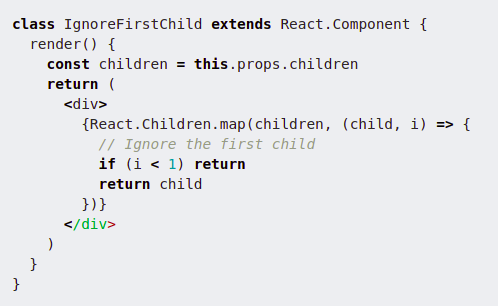 class IgnoreFirstChild extends React.Component {
  render() {
    const children = this.props.children
    return (
      <div>
        {React.Children.map(children, (child, i) => {
          // Ignore the first child
          if (i < 1) return
          return child
        })}
      </div>
    )
  }
}